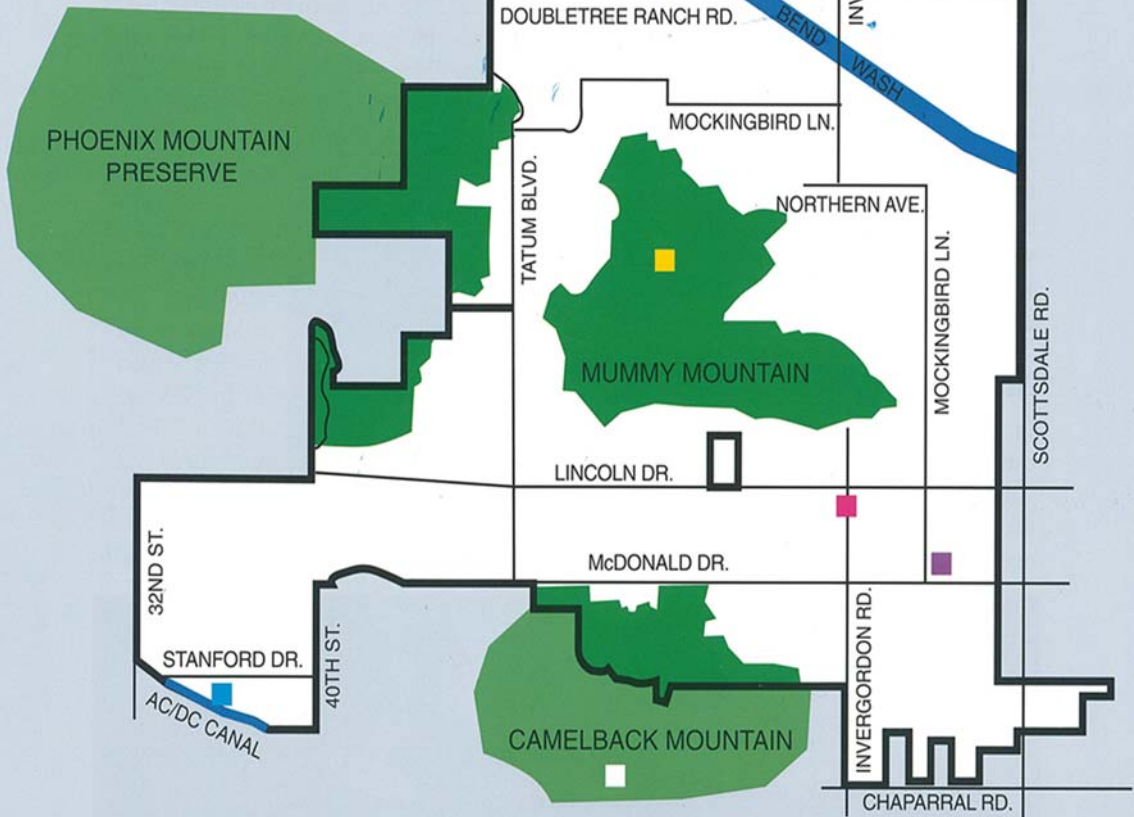 DOUBLETREE RANCH RD.
INV
BEND WASH
PHOENIX MOUNTAIN
PRESERVE
MOCKINGBIRD LN.
TATUM BLVD.
NORTHERN AVE.
MOCKINGBIRD LN.
SCOTTSDALE RD.
MUMMY MOUNTAIN
LINCOLN DR.
32ND ST.
McDONALD DR.
STANFORD DR.
40TH ST.
INVERGORDON RD.
AC/DC CANAL
CAMELBACK MOUNTAIN
CHAPARRAL RD.